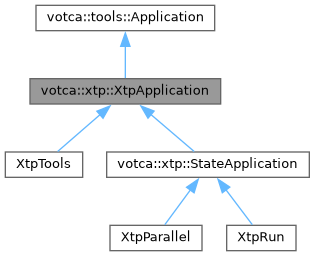 votca::tools::Application
votca::xtp::XtpApplication
XtpTools
votca::xtp::StateApplication
XtpParallel
XtpRun